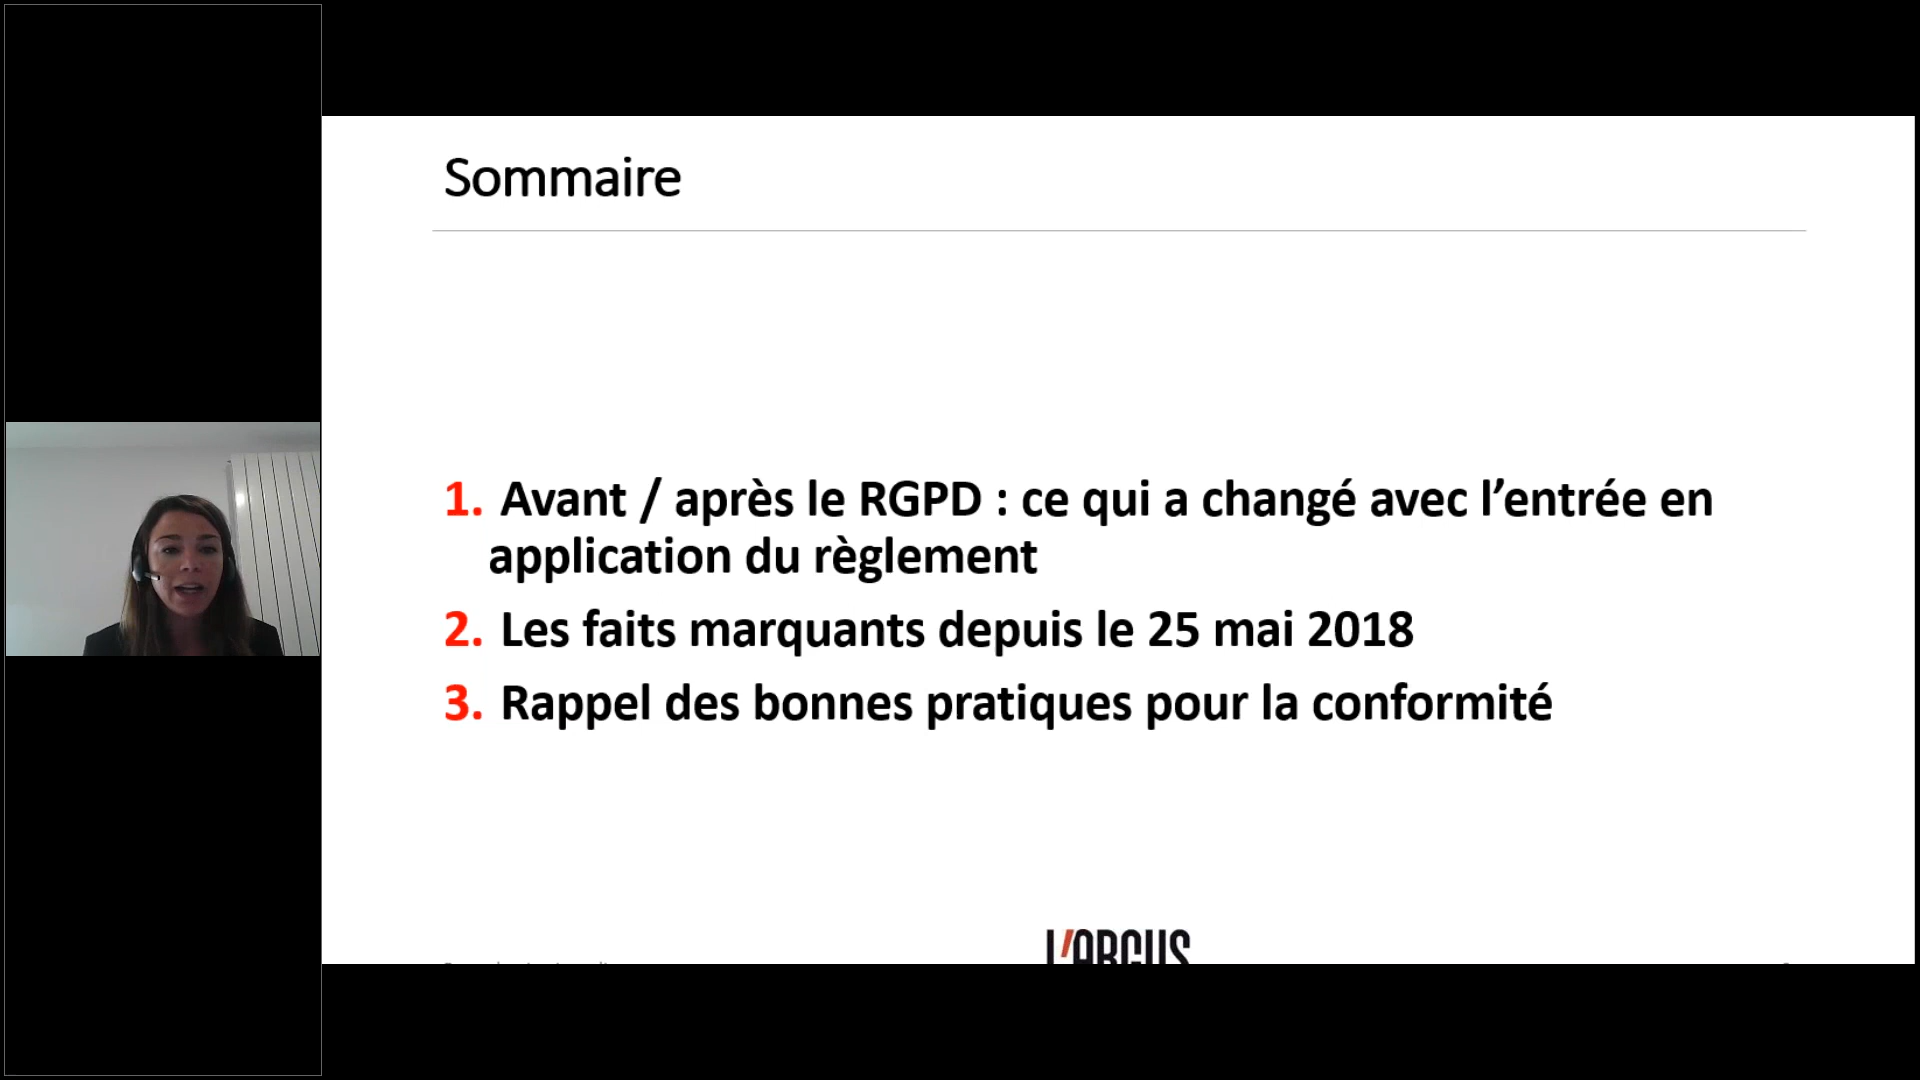 Sommaire
1. Avant / après le RGPD : ce qui a changé avec l’entrée en
application du règlement
2. Les faits marquants depuis le 25 mai 2018
3. Rappel des bonnes pratiques pour la conformité
L'ARGUS